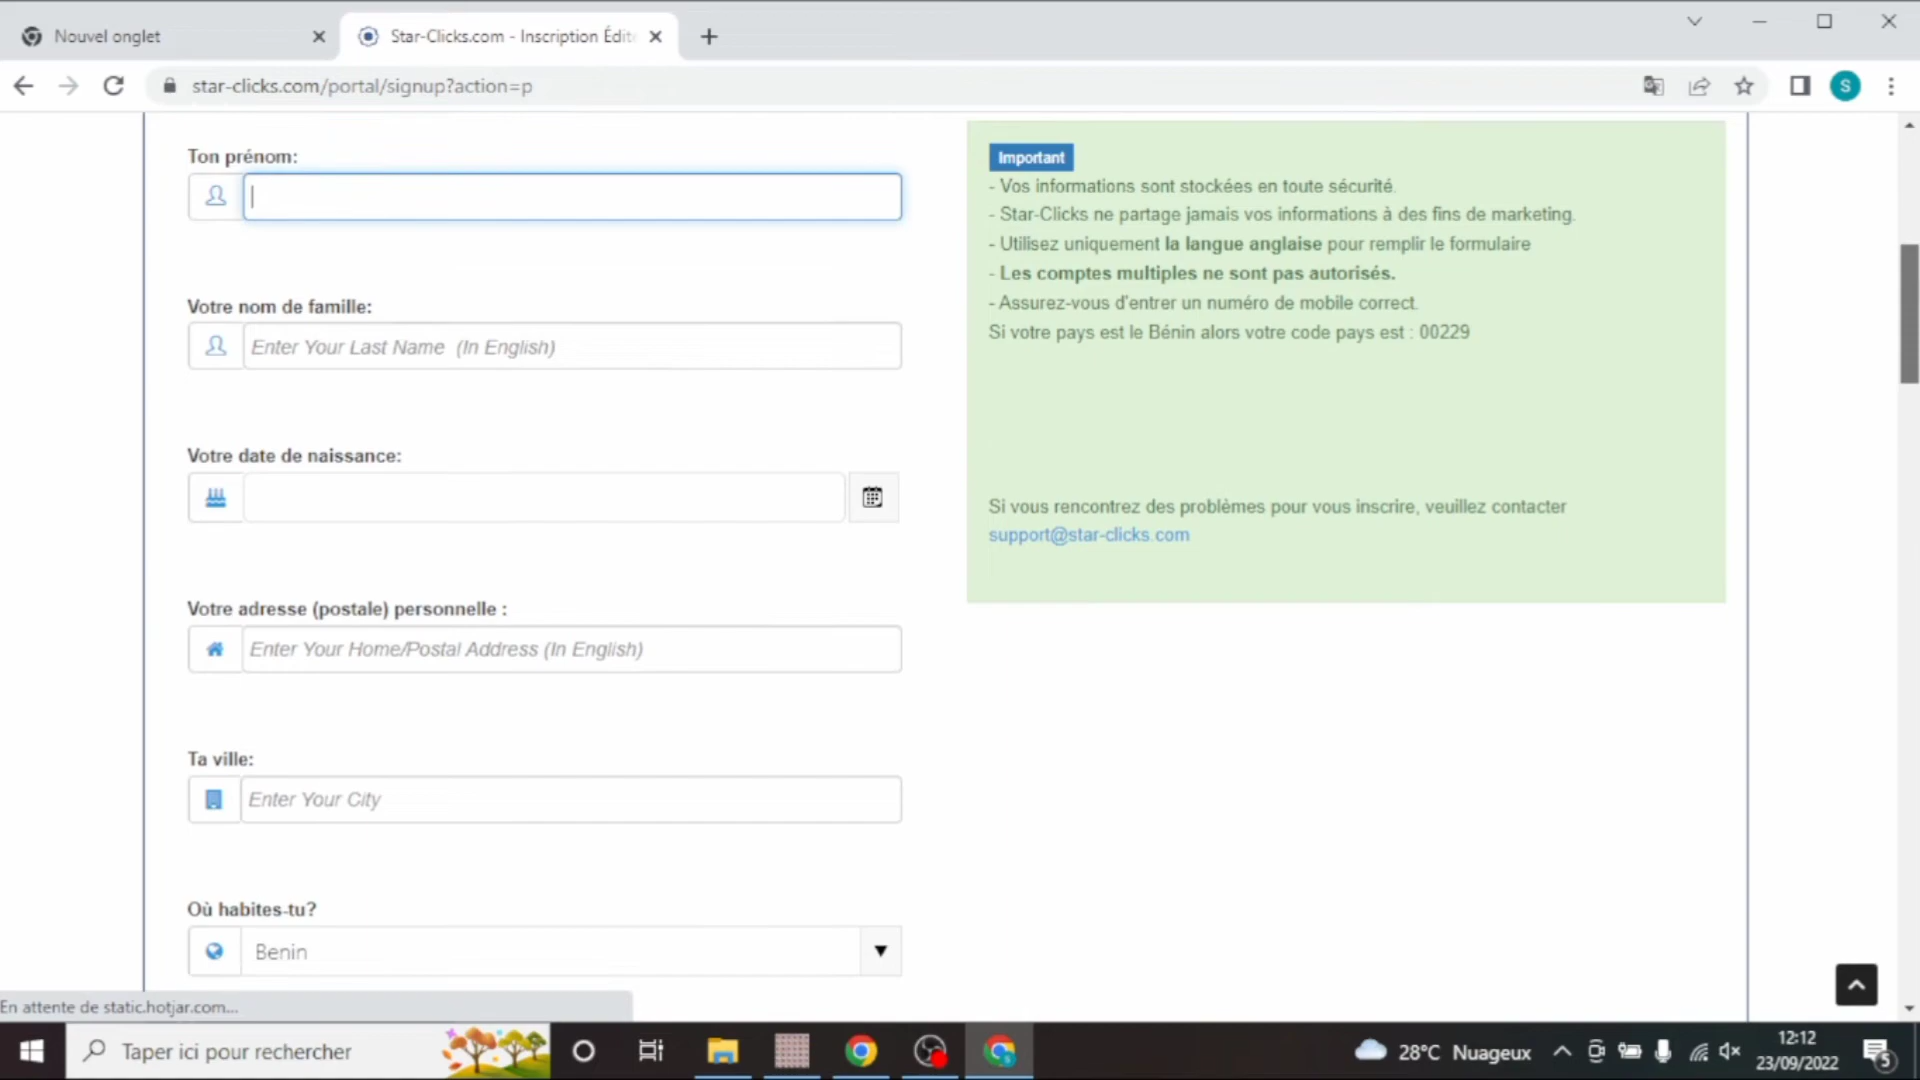 Nouvel onglet
Star-Clicks.com - Inscription Édit
star-clicks.com/portal/signup?action=p
S
Ton prénom:
Votre nom de famille:
Enter Your Last Name (In English)
Votre date de naissance:
Votre adresse (postale) personnelle :
Enter Your Home/Postal Address (In English)
Ta ville:
Enter Your City
Où habites-tu?
Benin
Important
- Vos informations sont stockées en toute sécurité.
- Star-Clicks ne partage jamais vos informations à des fins de marketing.
- Utilisez uniquement la langue anglaise pour remplir le formulaire
- Les comptes multiples ne sont pas autorisés.
- Assurez-vous d'entrer un numéro de mobile correct.
Si votre pays est le Bénin alors votre code pays est : 00229
Si vous rencontrez des problèmes pour vous inscrire, veuillez contacter
support@star-clicks.com
En attente de static.hotjar.com...
Taper ici pour rechercher
28°C Nuageux
12:12
23/09/2022
5